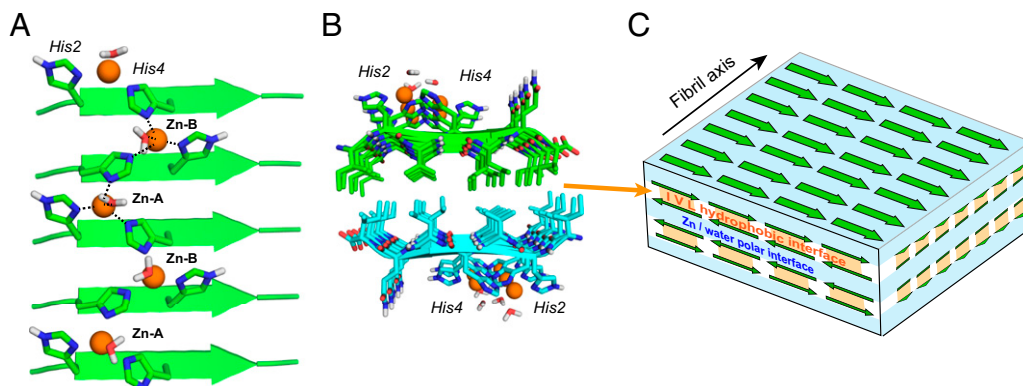 A
His2
His4
Zn-B
Zn-A
Zn-B
Zn-A
B
His2
His4
His4
His2
C
Fibril axis
I V L hydrophobic interface
Zn / water polar interface